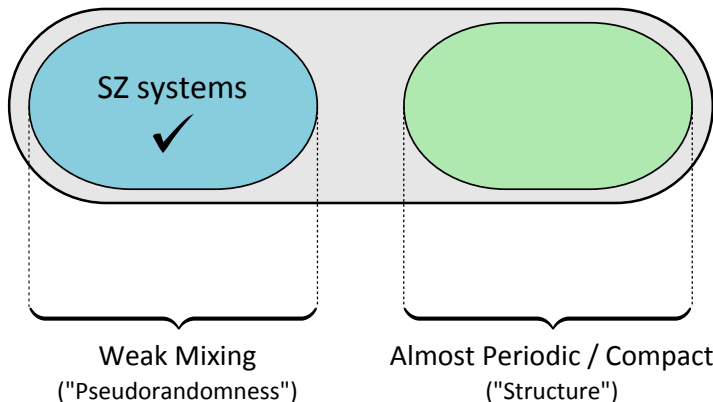 SZ systems
✓
Weak Mixing
("Pseudorandomness")
Almost Periodic / Compact
("Structure")